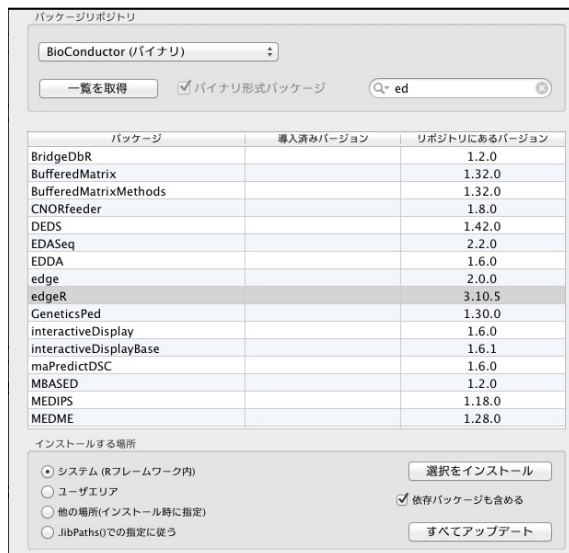 パッケージリポジトリ
BioConductor (バイナリ)
一覧を取得 バイナリ形式パッケージ ed
パッケージ 導入済みバージョン リポジトリにあるバージョン
BridgeDbR 1.2.0
BufferedMatrix 1.32.0
BufferedMatrixMethods 1.32.0
CNORfeeder 1.8.0
DEDS 1.42.0
EDASeq 2.2.0
EDDA 1.6.0
edge 2.0.0
edgeR 3.10.5
GeneticsPed 1.30.0
interactiveDisplay 1.6.0
interactiveDisplayBase 1.6.1
maPredictDSC 1.6.0
MBASED 1.2.0
MEDIPS 1.18.0
MEDME 1.28.0
インストールする場所
システム (Rフレームワーク内) 選択をインストール
ユーザエリア 依存パッケージも含める
他の場所(インストール時に指定)
.libPaths()での指定に従う すべてアップデート